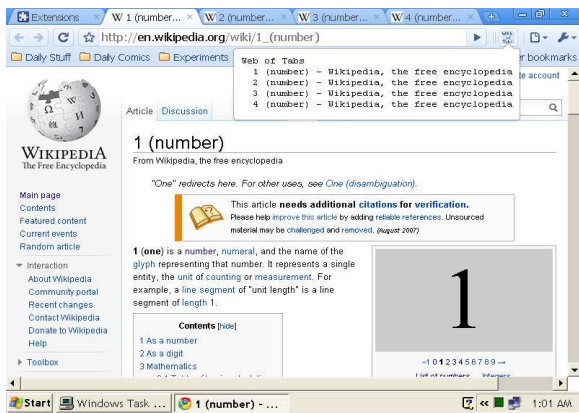 Extensions
W 1 (number...
W 2 (number...
W 3 (number...
W 4 (number...
http://en.wikipedia.org/wiki/1_(number)
Daily Stuff
Daily Comics
Experiments
r bookmarks
Web of Tabs
1 (number) - Wikipedia, the free encyclopedia
2 (number) - Wikipedia, the free encyclopedia
3 (number) - Wikipedia, the free encyclopedia
4 (number) - Wikipedia, the free encyclopedia
te account
Article
Discussion
WIKIPEDIA
The Free Encyclopedia
Main page
Contents
Featured content
Current events
Random article
Interaction
About Wikipedia
Community portal
Recent changes
Contact Wikipedia
Donate to Wikipedia
Help
Toolbox
1 (number)
From Wikipedia, the free encyclopedia
"One" redirects here. For other uses, see One (disambiguation).
This article needs additional citations for verification.
Please help improve this article by adding reliable references. Unsourced
material may be challenged and removed. (August 2007)
1 (one) is a number, numeral, and the name of the
glyph representing that number. It represents a single
entity, the unit of counting or measurement. For
example, a line segment of "unit length" is a line
segment of length 1.
Contents [hide]
1 As a number
2 As a digit
3 Mathematics
1
−1 0 1 2 3 4 5 6 7 8 9 →
List of numbers Integers
Start
Windows Task ...
1 (number) - ...
1:01 AM